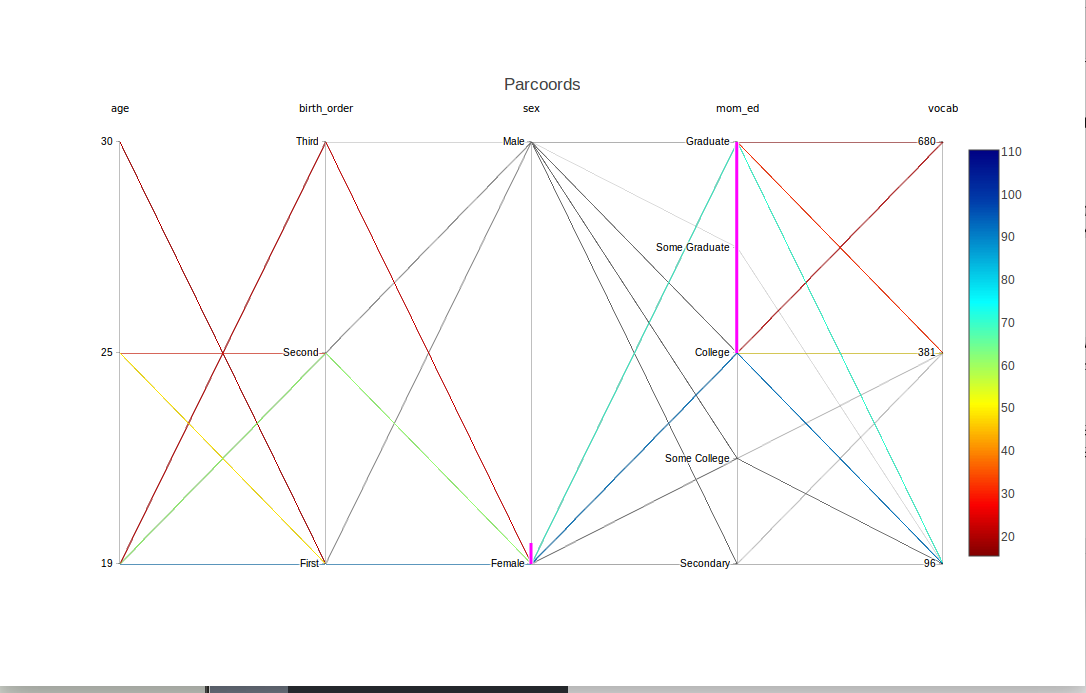 Parcoords
age birth_order sex mom_ed vocab
30 Third Male Graduate 680
110
100
90
Some Graduate
80
70
25 Second College 381
60
50
40
Some College
30
20
19 First Female Secondary 96